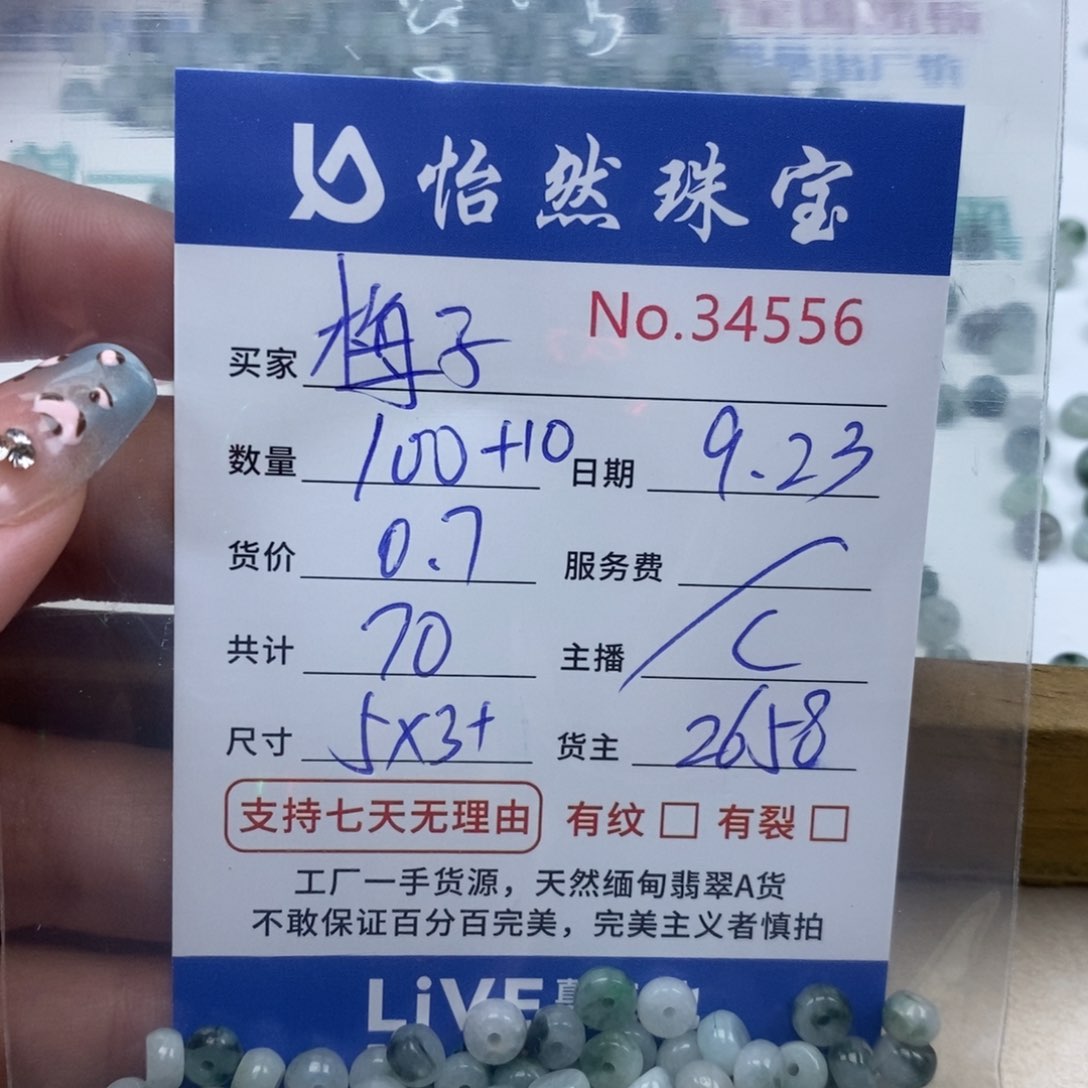 怡然珠宝
No.34556
买家 梅子
数量 100+10 日期 9.23
货价 0.7 服务费
共计 70 主播 C
尺寸 5x3+ 货主 2658
支持七天无理由 有纹 □ 有裂 □
工厂一手货源，天然缅甸翡翠A货
不敢保证百分百完美，完美主义者慎拍
LiVE